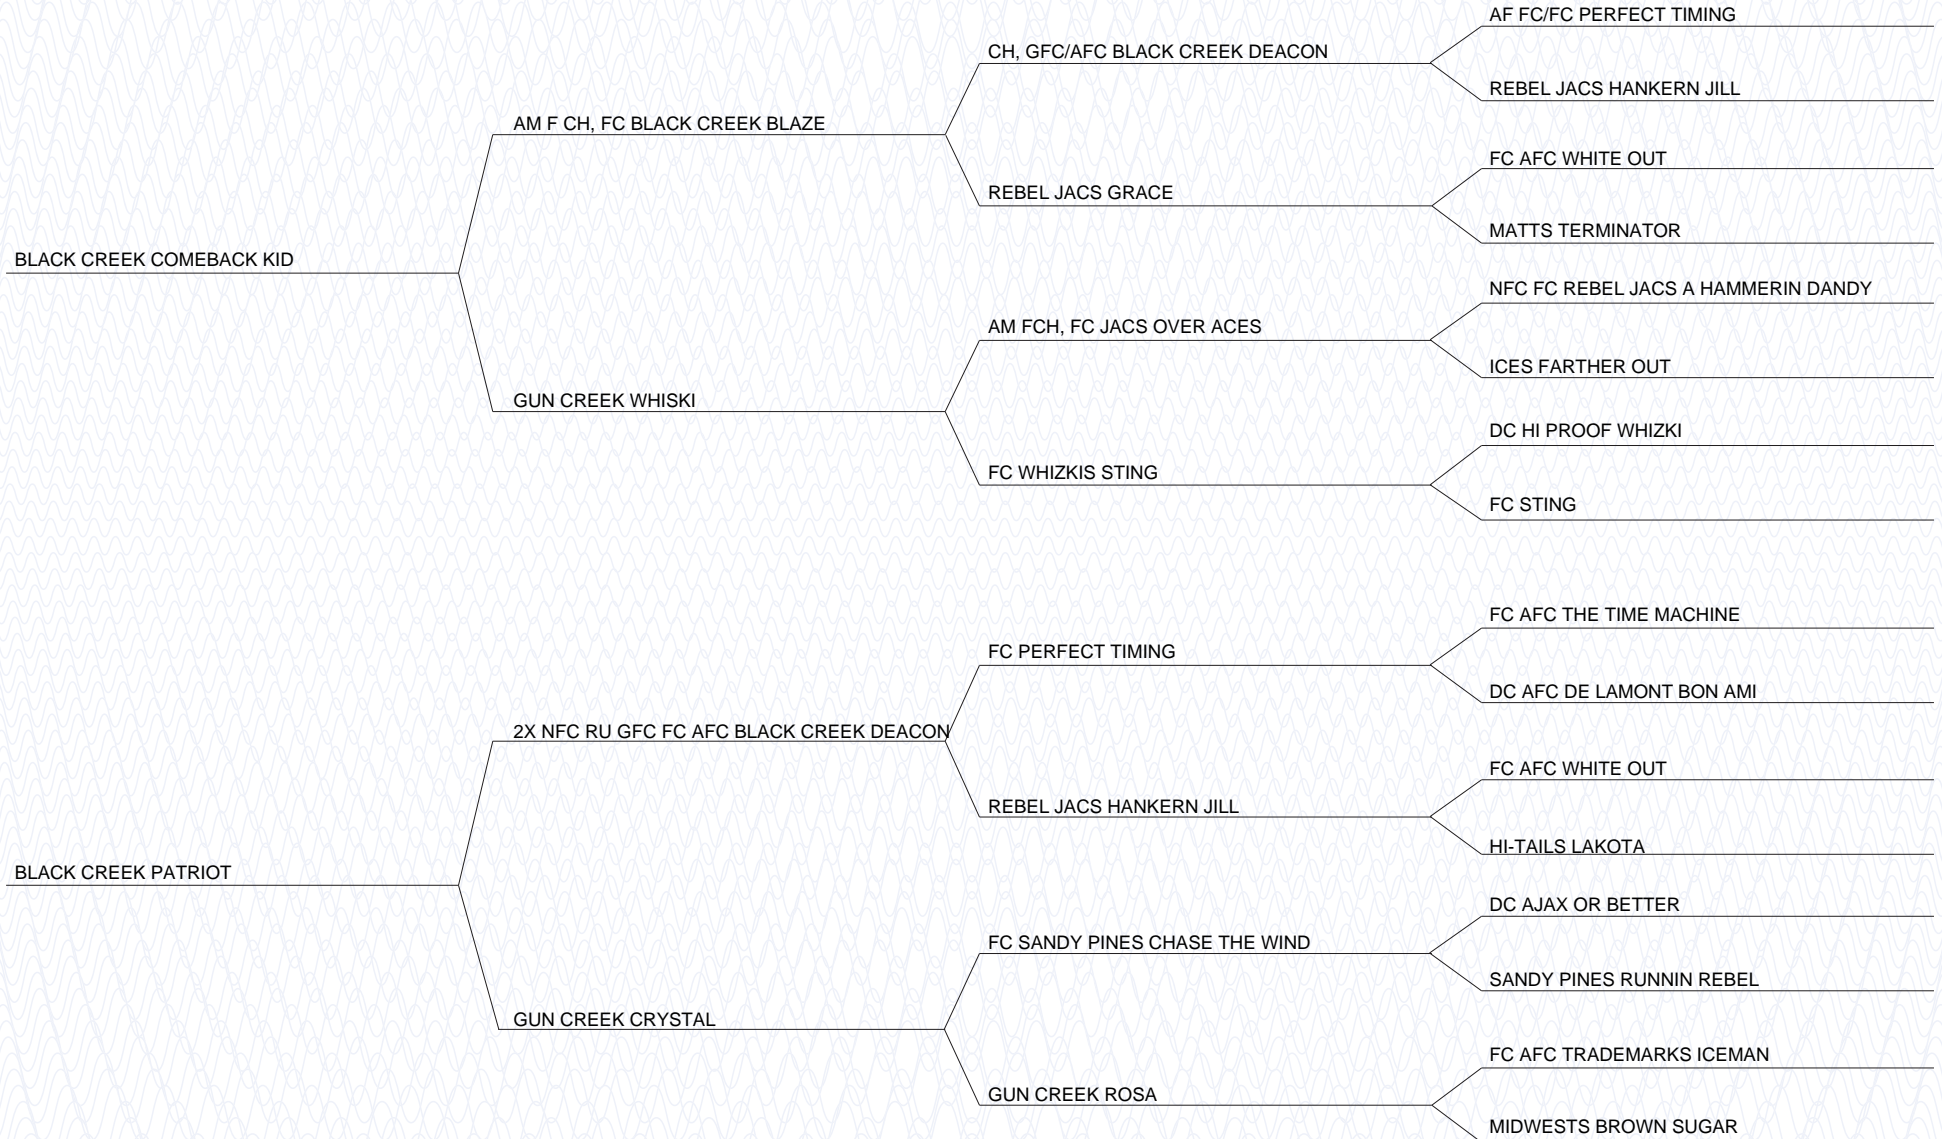 AF FC/FC PERFECT TIMING
CH, GFC/AFC BLACK CREEK DEACON
REBEL JACS HANKERN JILL
AM F CH, FC BLACK CREEK BLAZE
FC AFC WHITE OUT
REBEL JACS GRACE
MATTS TERMINATOR
BLACK CREEK COMEBACK KID
NFC FC REBEL JACS A HAMMERIN DANDY
AM FCH, FC JACS OVER ACES
ICES FARTHER OUT
GUN CREEK WHISKI
DC HI PROOF WHIZKI
FC WHIZKIS STING
FC STING
FC AFC THE TIME MACHINE
FC PERFECT TIMING
DC AFC DE LAMONT BON AMI
2X NFC RU GFC FC AFC BLACK CREEK DEACON
FC AFC WHITE OUT
REBEL JACS HANKERN JILL
HI-TAILS LAKOTA
BLACK CREEK PATRIOT
DC AJAX OR BETTER
FC SANDY PINES CHASE THE WIND
SANDY PINES RUNNIN REBEL
GUN CREEK CRYSTAL
FC AFC TRADEMARKS ICEMAN
GUN CREEK ROSA
MIDWESTS BROWN SUGAR